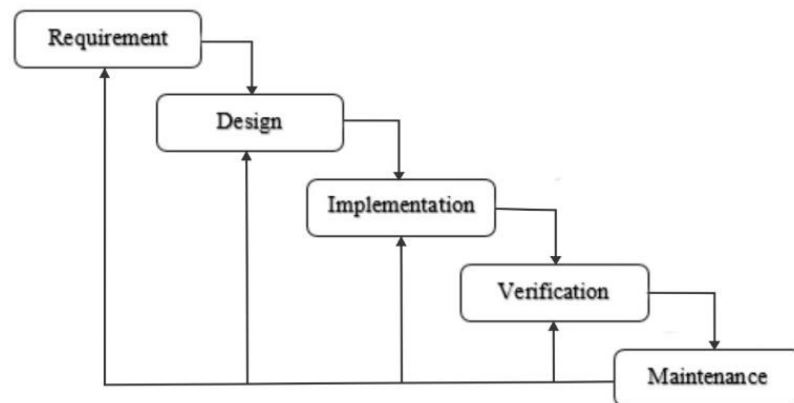 Requirement
Design
Implementation
Verification
Maintenance